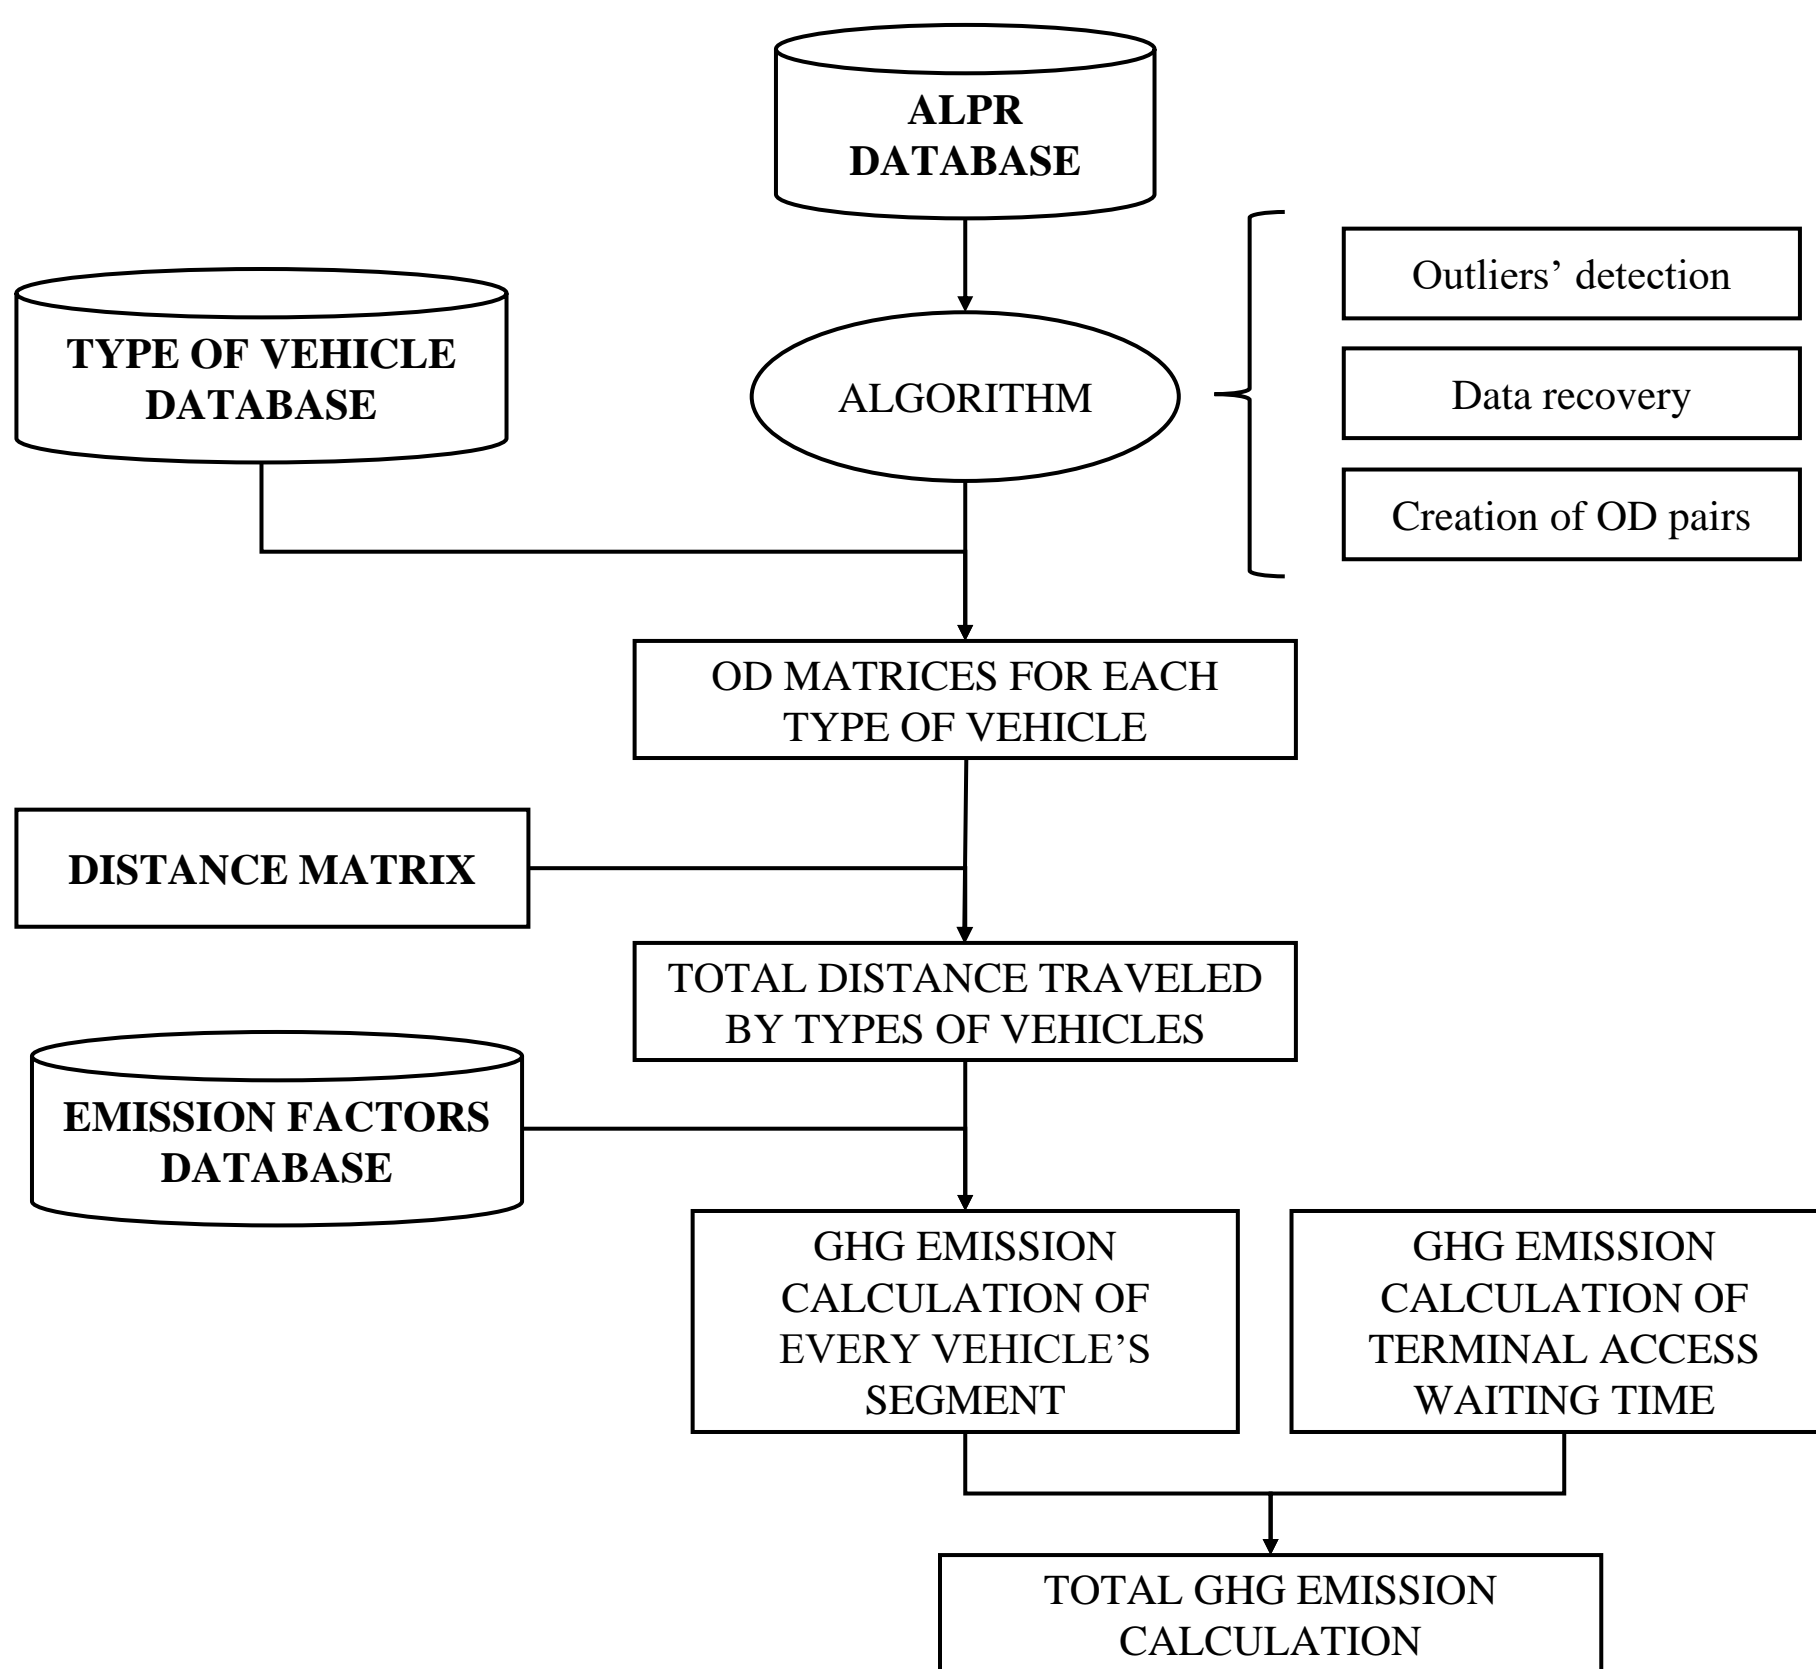 ALPR
DATABASE
Outliers’ detection
TYPE OF VEHICLE
DATABASE
ALGORITHM
Data recovery
Creation of OD pairs
OD MATRICES FOR EACH
TYPE OF VEHICLE
DISTANCE MATRIX
TOTAL DISTANCE TRAVELED
BY TYPES OF VEHICLES
EMISSION FACTORS
DATABASE
GHG EMISSION
CALCULATION OF
EVERY VEHICLE’S
SEGMENT
GHG EMISSION
CALCULATION OF
TERMINAL ACCESS
WAITING TIME
TOTAL GHG EMISSION
CALCULATION